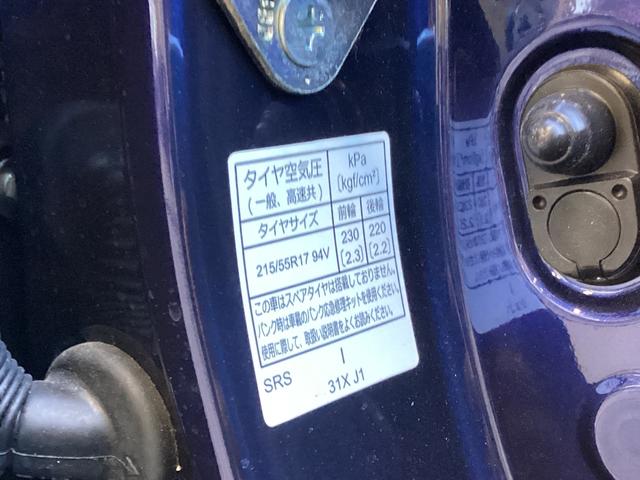 タイヤ空気圧
(一般、高速共)
kPa
[kgf/cm²]
タイヤサイズ
前輪
後輪
215/55R17 94V
230
[2.3]
220
[2.2]
この車はスペアタイヤは搭載しておりません。
パンク時は車載のパンク応急修理キットを使用ください。
使用に際して、取扱い説明書をよくお読みください。
SRS
I
31X J1